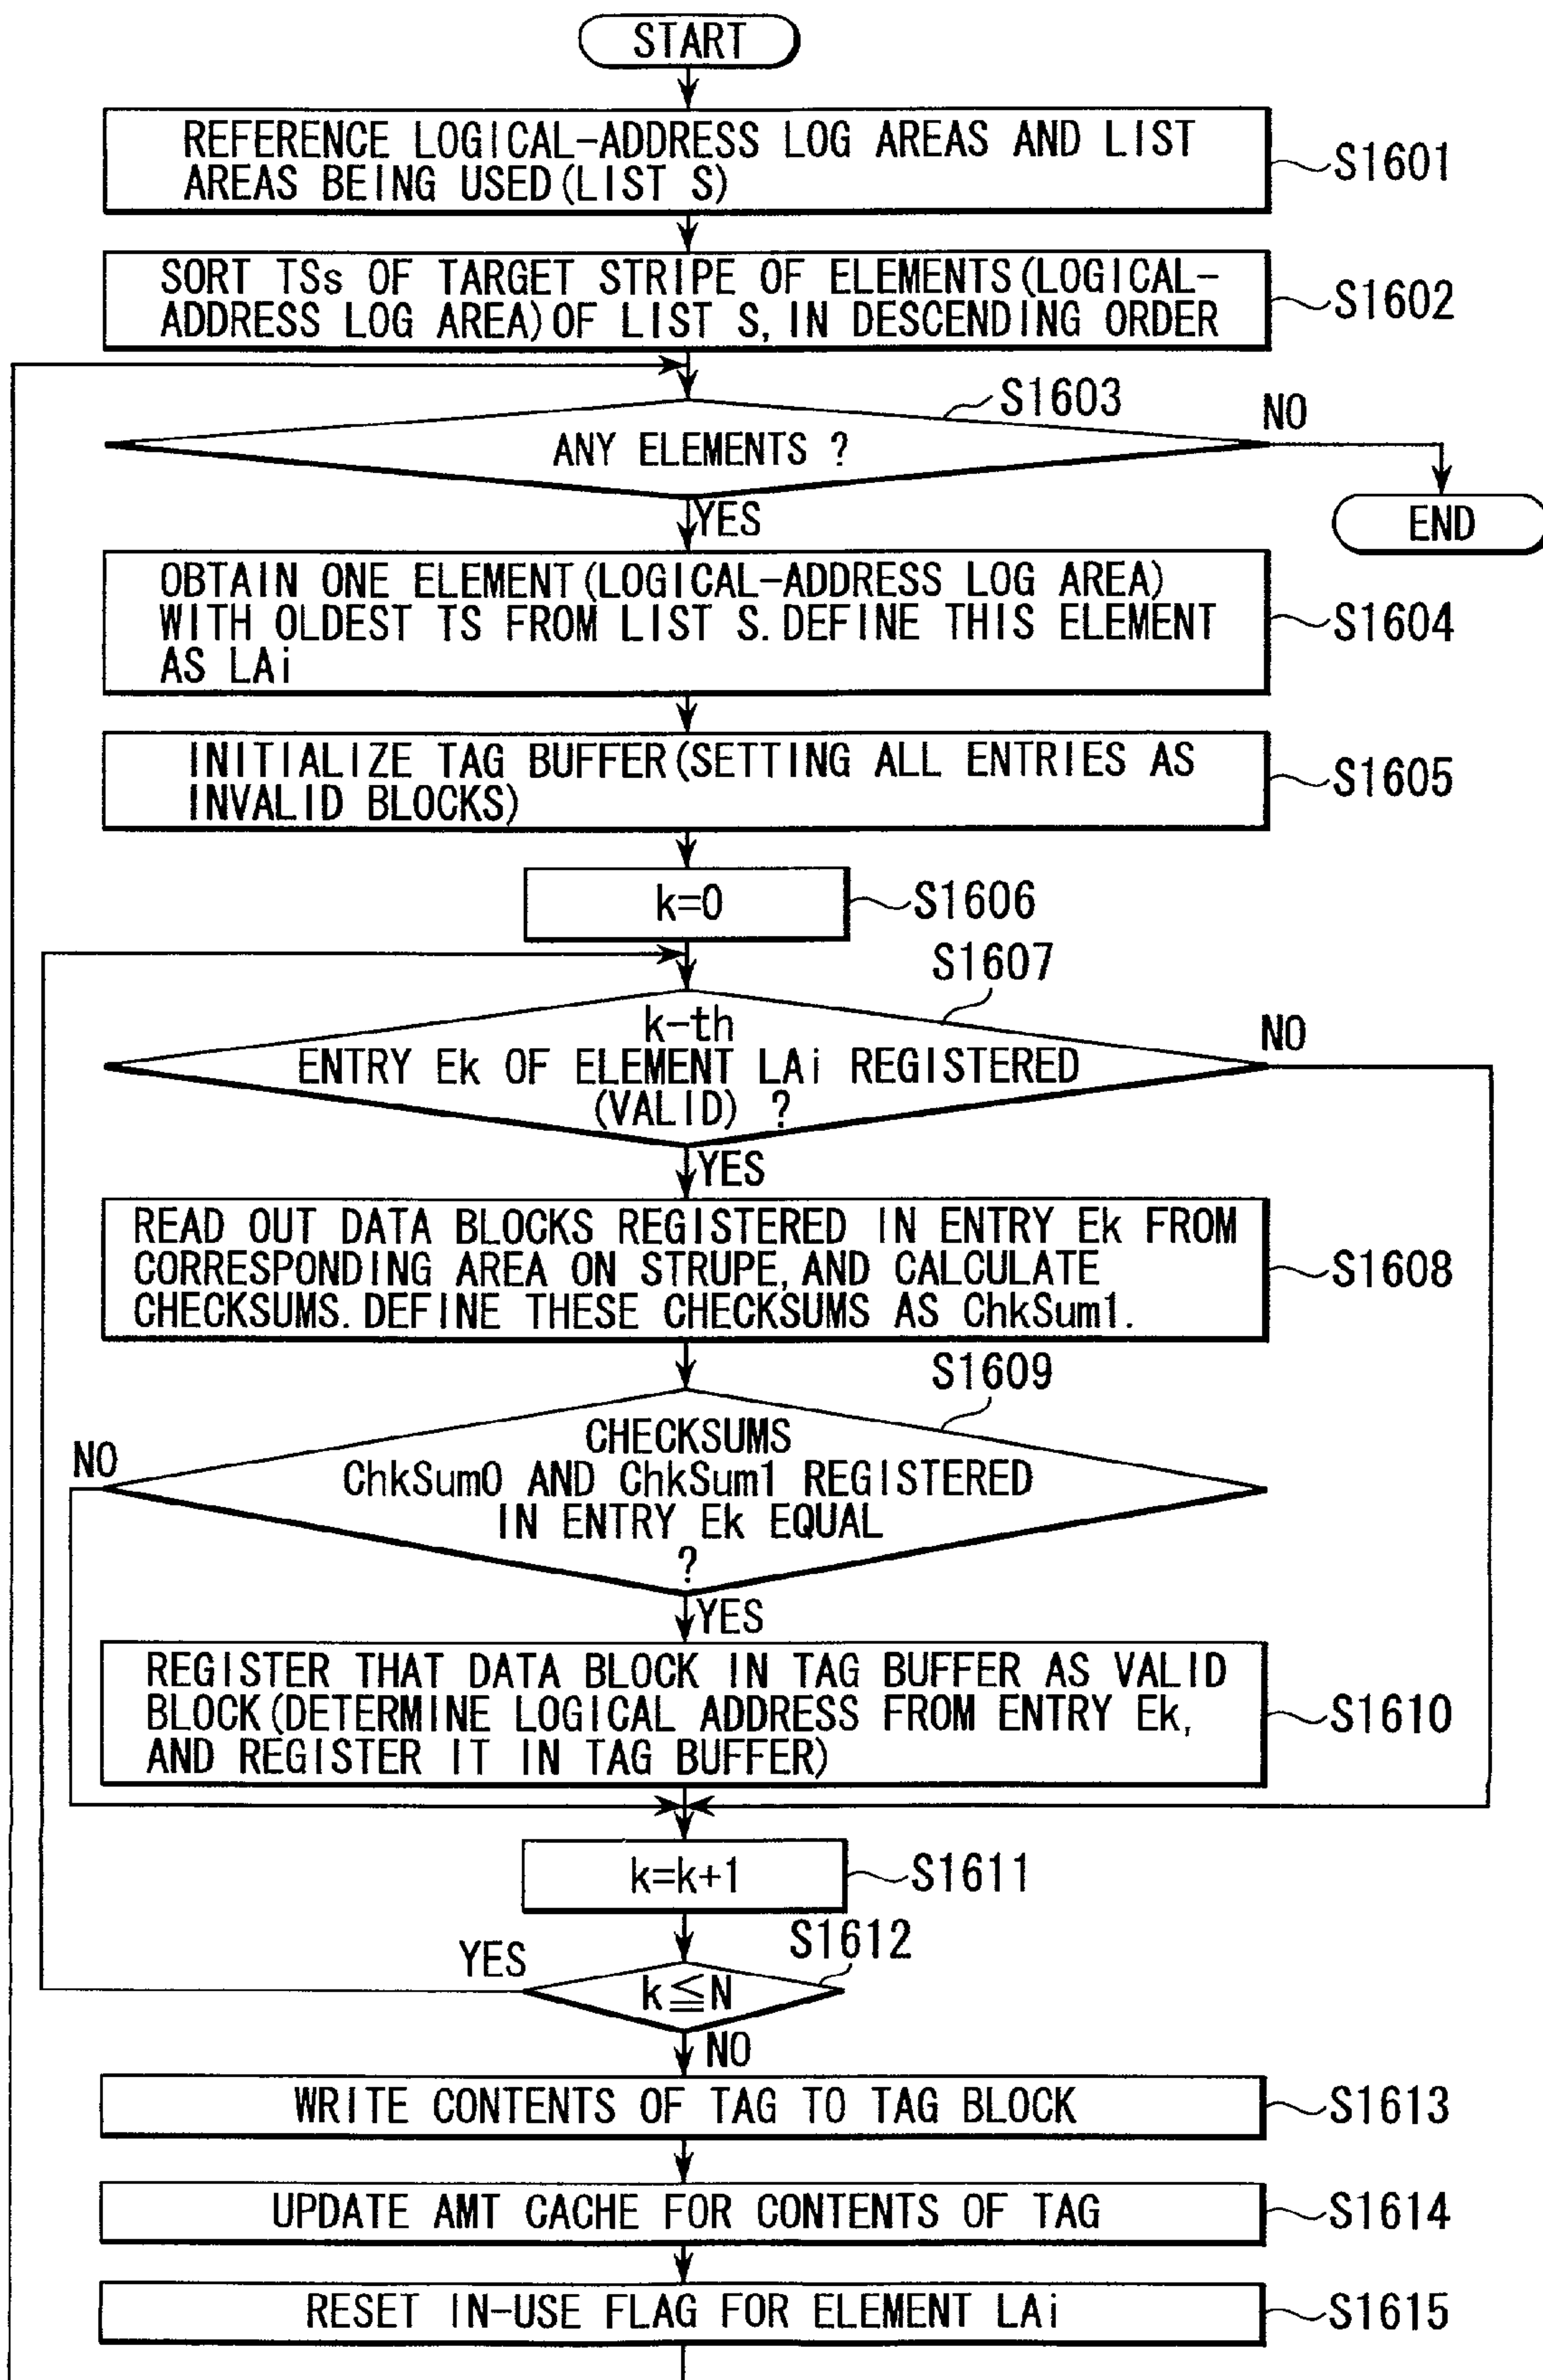 START
REFERENCE LOGICAL-ADDRESS LOG AREAS AND LIST
AREAS BEING USED(LIST S)
S1601
SORT TSs OF TARGET STRIPE OF ELEMENTS(LOGICAL-
ADDRESS LOG AREA)OF LIST S, IN DESCENDING ORDER
S1602
S1603
ANY ELEMENTS ?
NO
END
YES
OBTAIN ONE ELEMENT(LOGICAL-ADDRESS LOG AREA)
WITH OLDEST TS FROM LIST S. DEFINE THIS ELEMENT
AS LAi
S1604
INITIALIZE TAG BUFFER(SETTING ALL ENTRIES AS
INVALID BLOCKS)
S1605
k=0
S1606
S1607
k-th
ENTRY Ek OF ELEMENT LAi REGISTERED
(VALID) ?
NO
YES
READ OUT DATA BLOCKS REGISTERED IN ENTRY Ek FROM
CORRESPONDING AREA ON STRUPE, AND CALCULATE
CHECKSUMS. DEFINE THESE CHECKSUMS AS ChkSum1.
S1608
S1609
CHECKSUMS
ChkSum0 AND ChkSum1 REGISTERED
IN ENTRY Ek EQUAL
?
NO
YES
REGISTER THAT DATA BLOCK IN TAG BUFFER AS VALID
BLOCK(DETERMINE LOGICAL ADDRESS FROM ENTRY Ek,
AND REGISTER IT IN TAG BUFFER)
S1610
k=k+1
S1611
S1612
YES
k≦N
NO
WRITE CONTENTS OF TAG TO TAG BLOCK
S1613
UPDATE AMT CACHE FOR CONTENTS OF TAG
S1614
RESET IN-USE FLAG FOR ELEMENT LAi
S1615